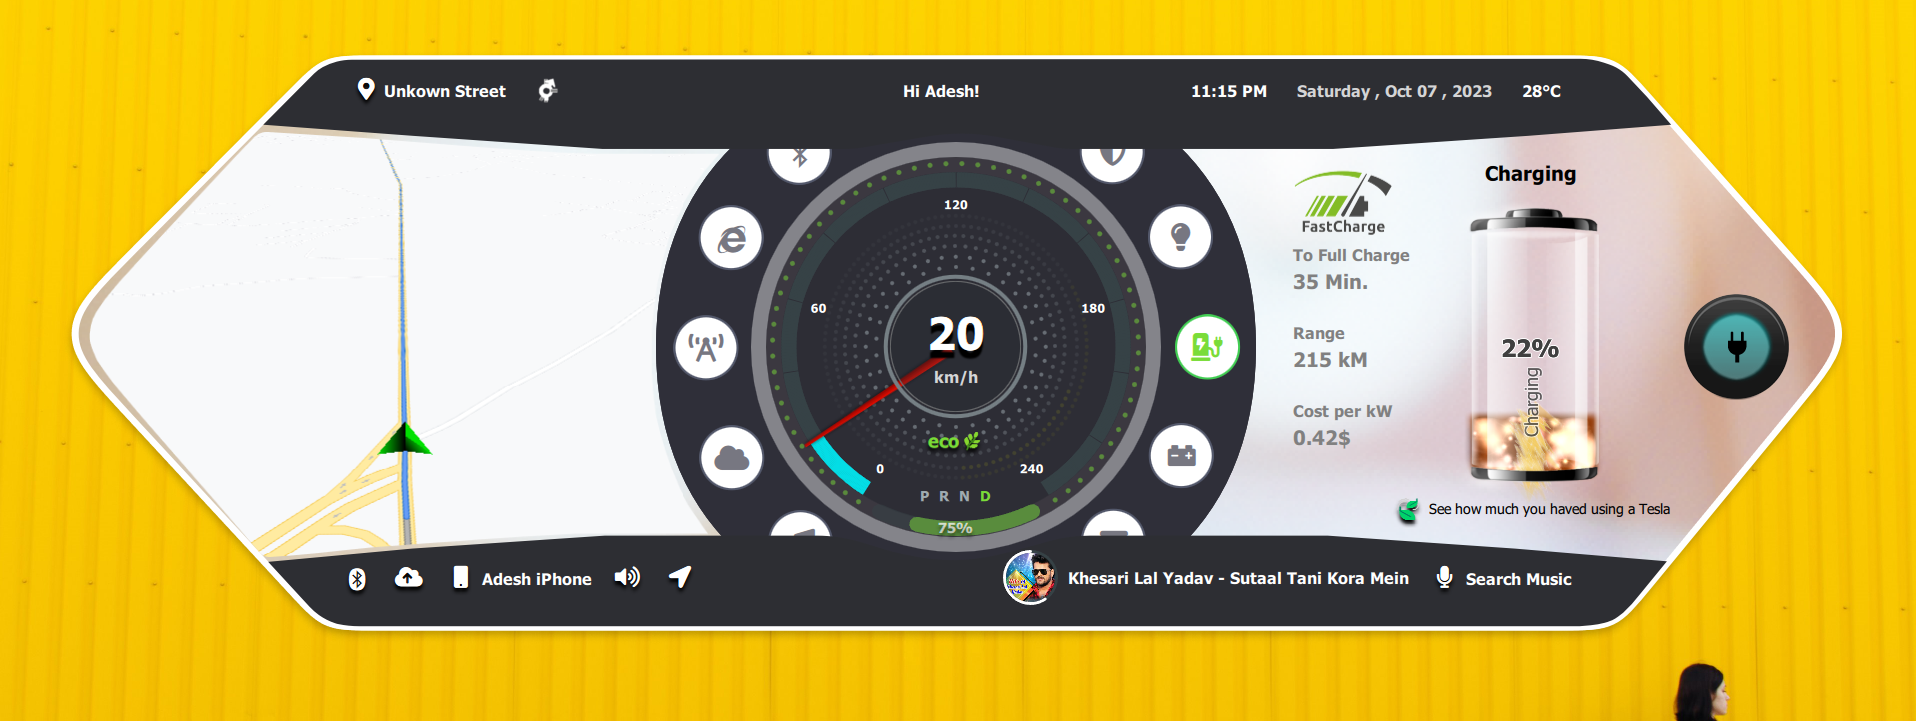 Unkown Street
Hi Adesh!
11:15 PM
Saturday , Oct 07 , 2023
28°C
120
60
180
20
km/h
eco
0
240
P R N D
75%
FastCharge
To Full Charge
35 Min.
Range
215 kM
Cost per kW
0.42$
Charging
22%
Charging
See how much you haved using a Tesla
Adesh iPhone
Khesari Lal Yadav - Sutaal Tani Kora Mein
Search Music